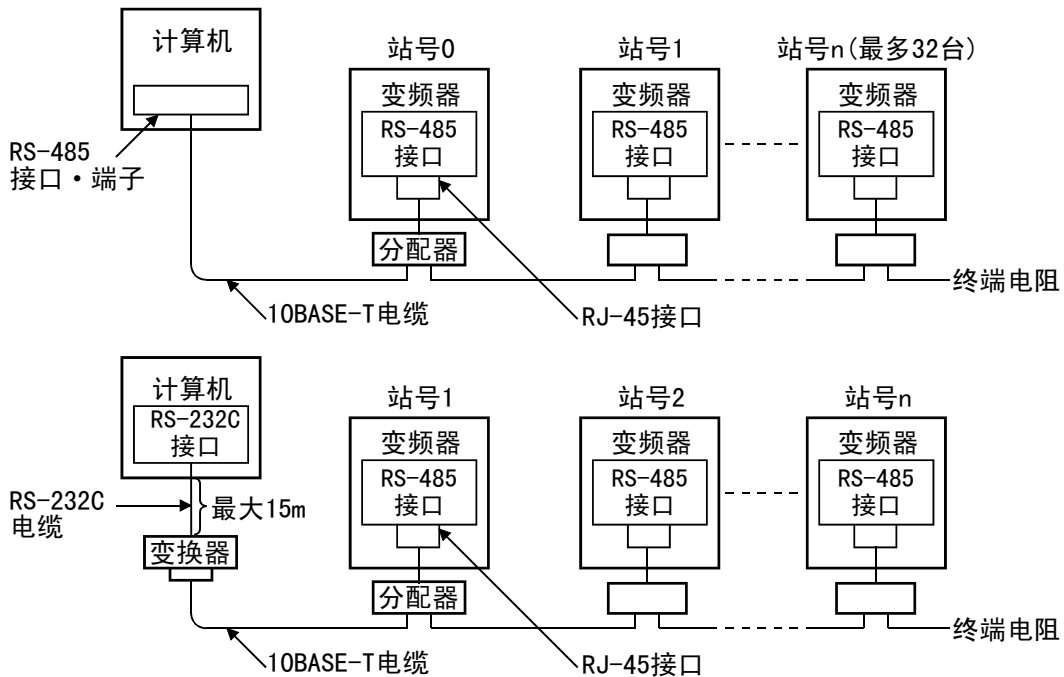 计算机
RS-485
接口・端子
站号0
变频器
RS-485
接口
分配器
站号1
变频器
RS-485
接口
站号n(最多32台)
变频器
RS-485
接口
终端电阻
10BASE-T电缆
RJ-45接口
计算机
RS-232C
接口
RS-232C
电缆
最大15m
变换器
站号1
变频器
RS-485
接口
分配器
站号2
变频器
RS-485
接口
站号n
变频器
RS-485
接口
终端电阻
10BASE-T电缆
RJ-45接口